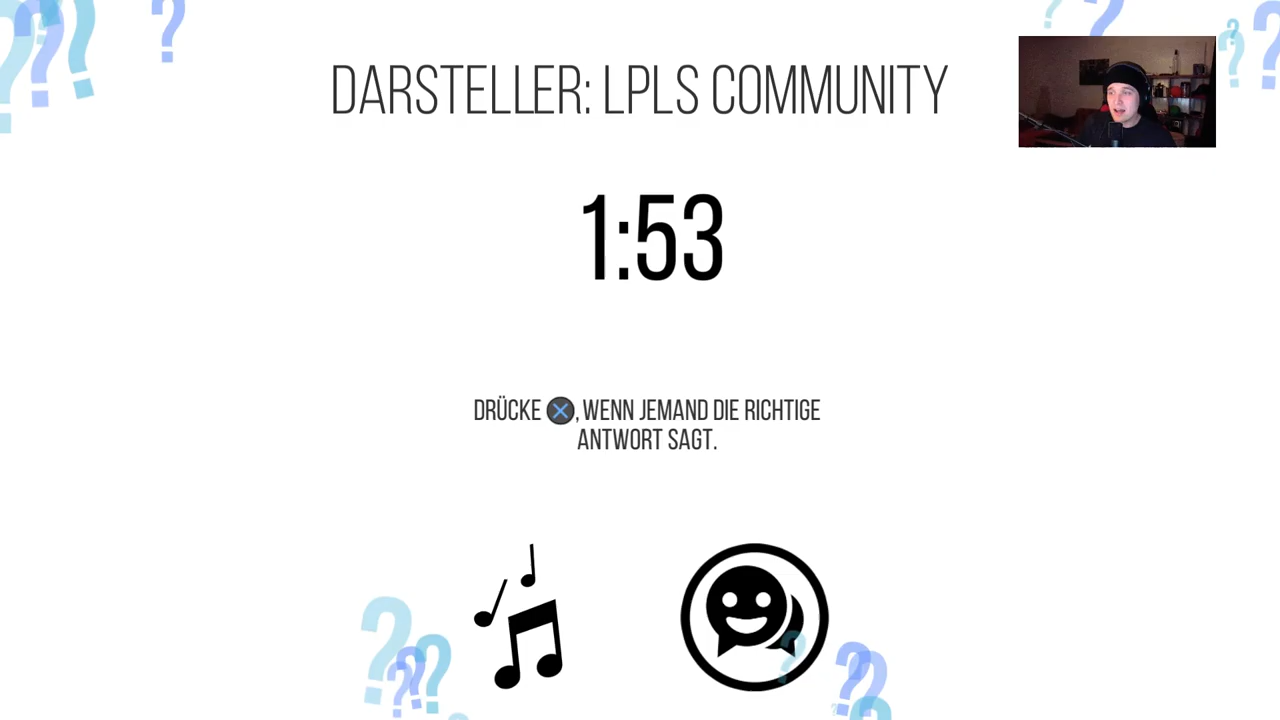 DARSTELLER: LPLS COMMUNITY
1:53
DRÜCKE , WENN JEMAND DIE RICHTIGE
ANTWORT SAGT.